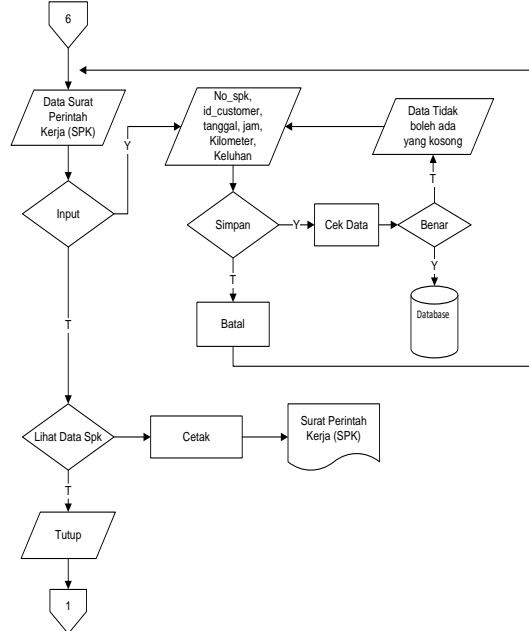 6
Data Surat
Perintah
Kerja (SPK)
No_spk,
id_customer,
tanggal, jam,
Kilometer,
Keluhan
Data Tidak
boleh ada
yang kosong
Y
T
Input
Simpan
Y
Cek Data
Benar
T
Y
Batal
Database
T
Lihat Data Spk
Cetak
Surat Perintah
Kerja (SPK)
T
Tutup
1